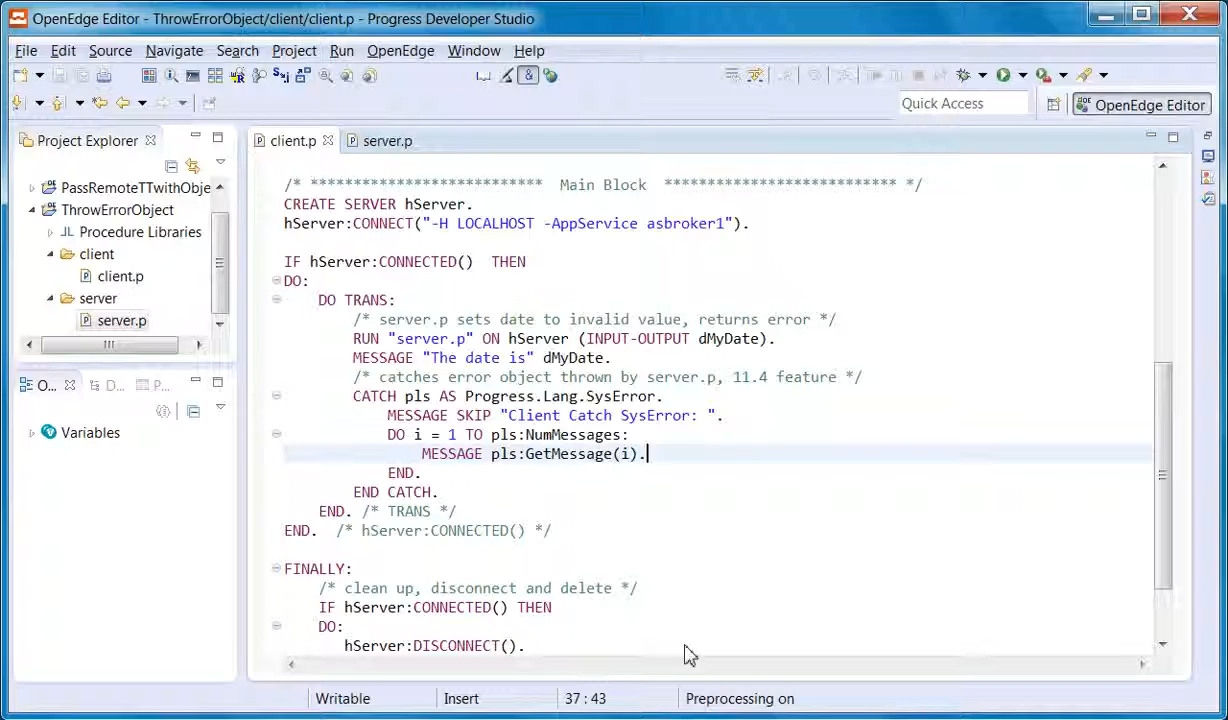 OpenEdge Editor - ThrowErrorObject/client/client.p - Progress Developer Studio
File Edit Source Navigate Search Project Run OpenEdge Window Help
Quick Access
OpenEdge Editor
Project Explorer
client.p
server.p
PassRemoteTTwithObje
ThrowErrorObject
Procedure Libraries
client
client.p
server
server.p
O...
D...
P...
Variables
/* *************************** Main Block *************************** */
CREATE SERVER hServer.
hServer:CONNECT("-H LOCALHOST -AppService asbroker1").
IF hServer:CONNECTED() THEN
DO:
DO TRANS:
/* server.p sets date to invalid value, returns error */
RUN "server.p" ON hServer (INPUT-OUTPUT dMyDate).
MESSAGE "The date is" dMyDate.
/* catches error object thrown by server.p, 11.4 feature */
CATCH pls AS Progress.Lang.SysError.
MESSAGE SKIP "Client Catch SysError: ".
DO i = 1 TO pls:NumMessages:
MESSAGE pls:GetMessage(i).
END.
END CATCH.
END. /* TRANS */
END. /* hServer:CONNECTED() */
FINALLY:
/* clean up, disconnect and delete */
IF hServer:CONNECTED() THEN
DO:
hServer:DISCONNECT().
Writable
Insert
37 : 43
Preprocessing on